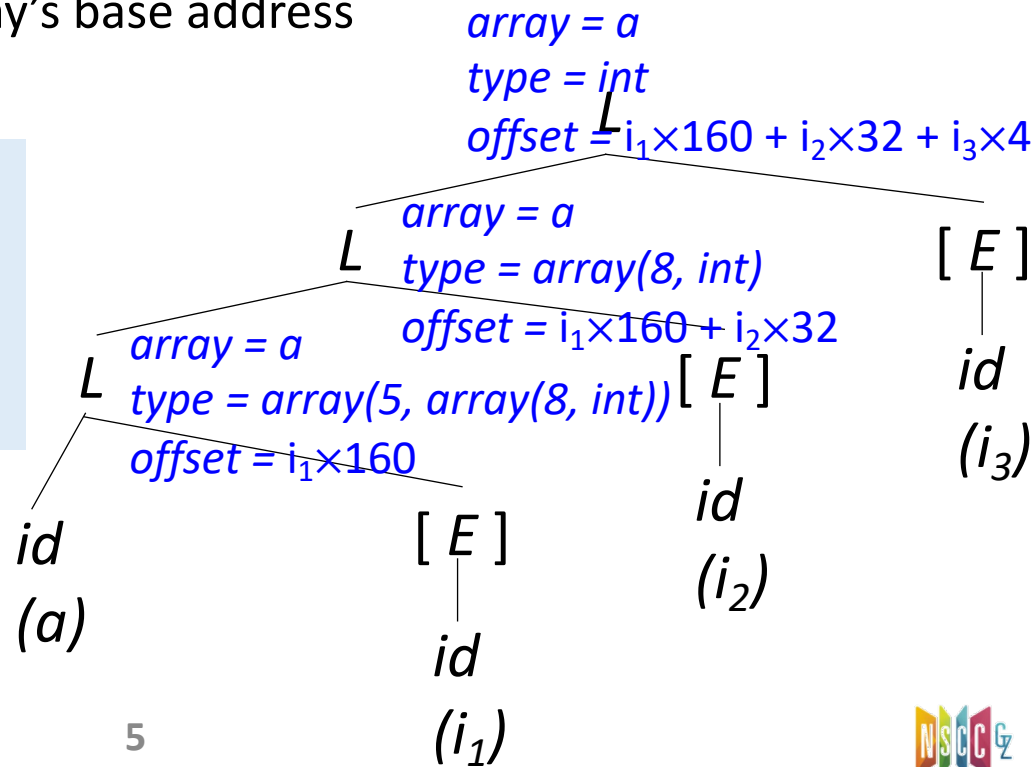 y's base address
array = a
type = int
L
offset = i₁×160 + i₂×32 + i₃×4
array = a
L
type = array(8, int)
[ E ]
offset = i₁×160 + i₂×32
array = a
L
type = array(5, array(8, int))
[ E ]
id
offset = i₁×160
(i₃)
id
[ E ]
id
(a)
(i₂)
id
(i₁)
5
NSCC GZ